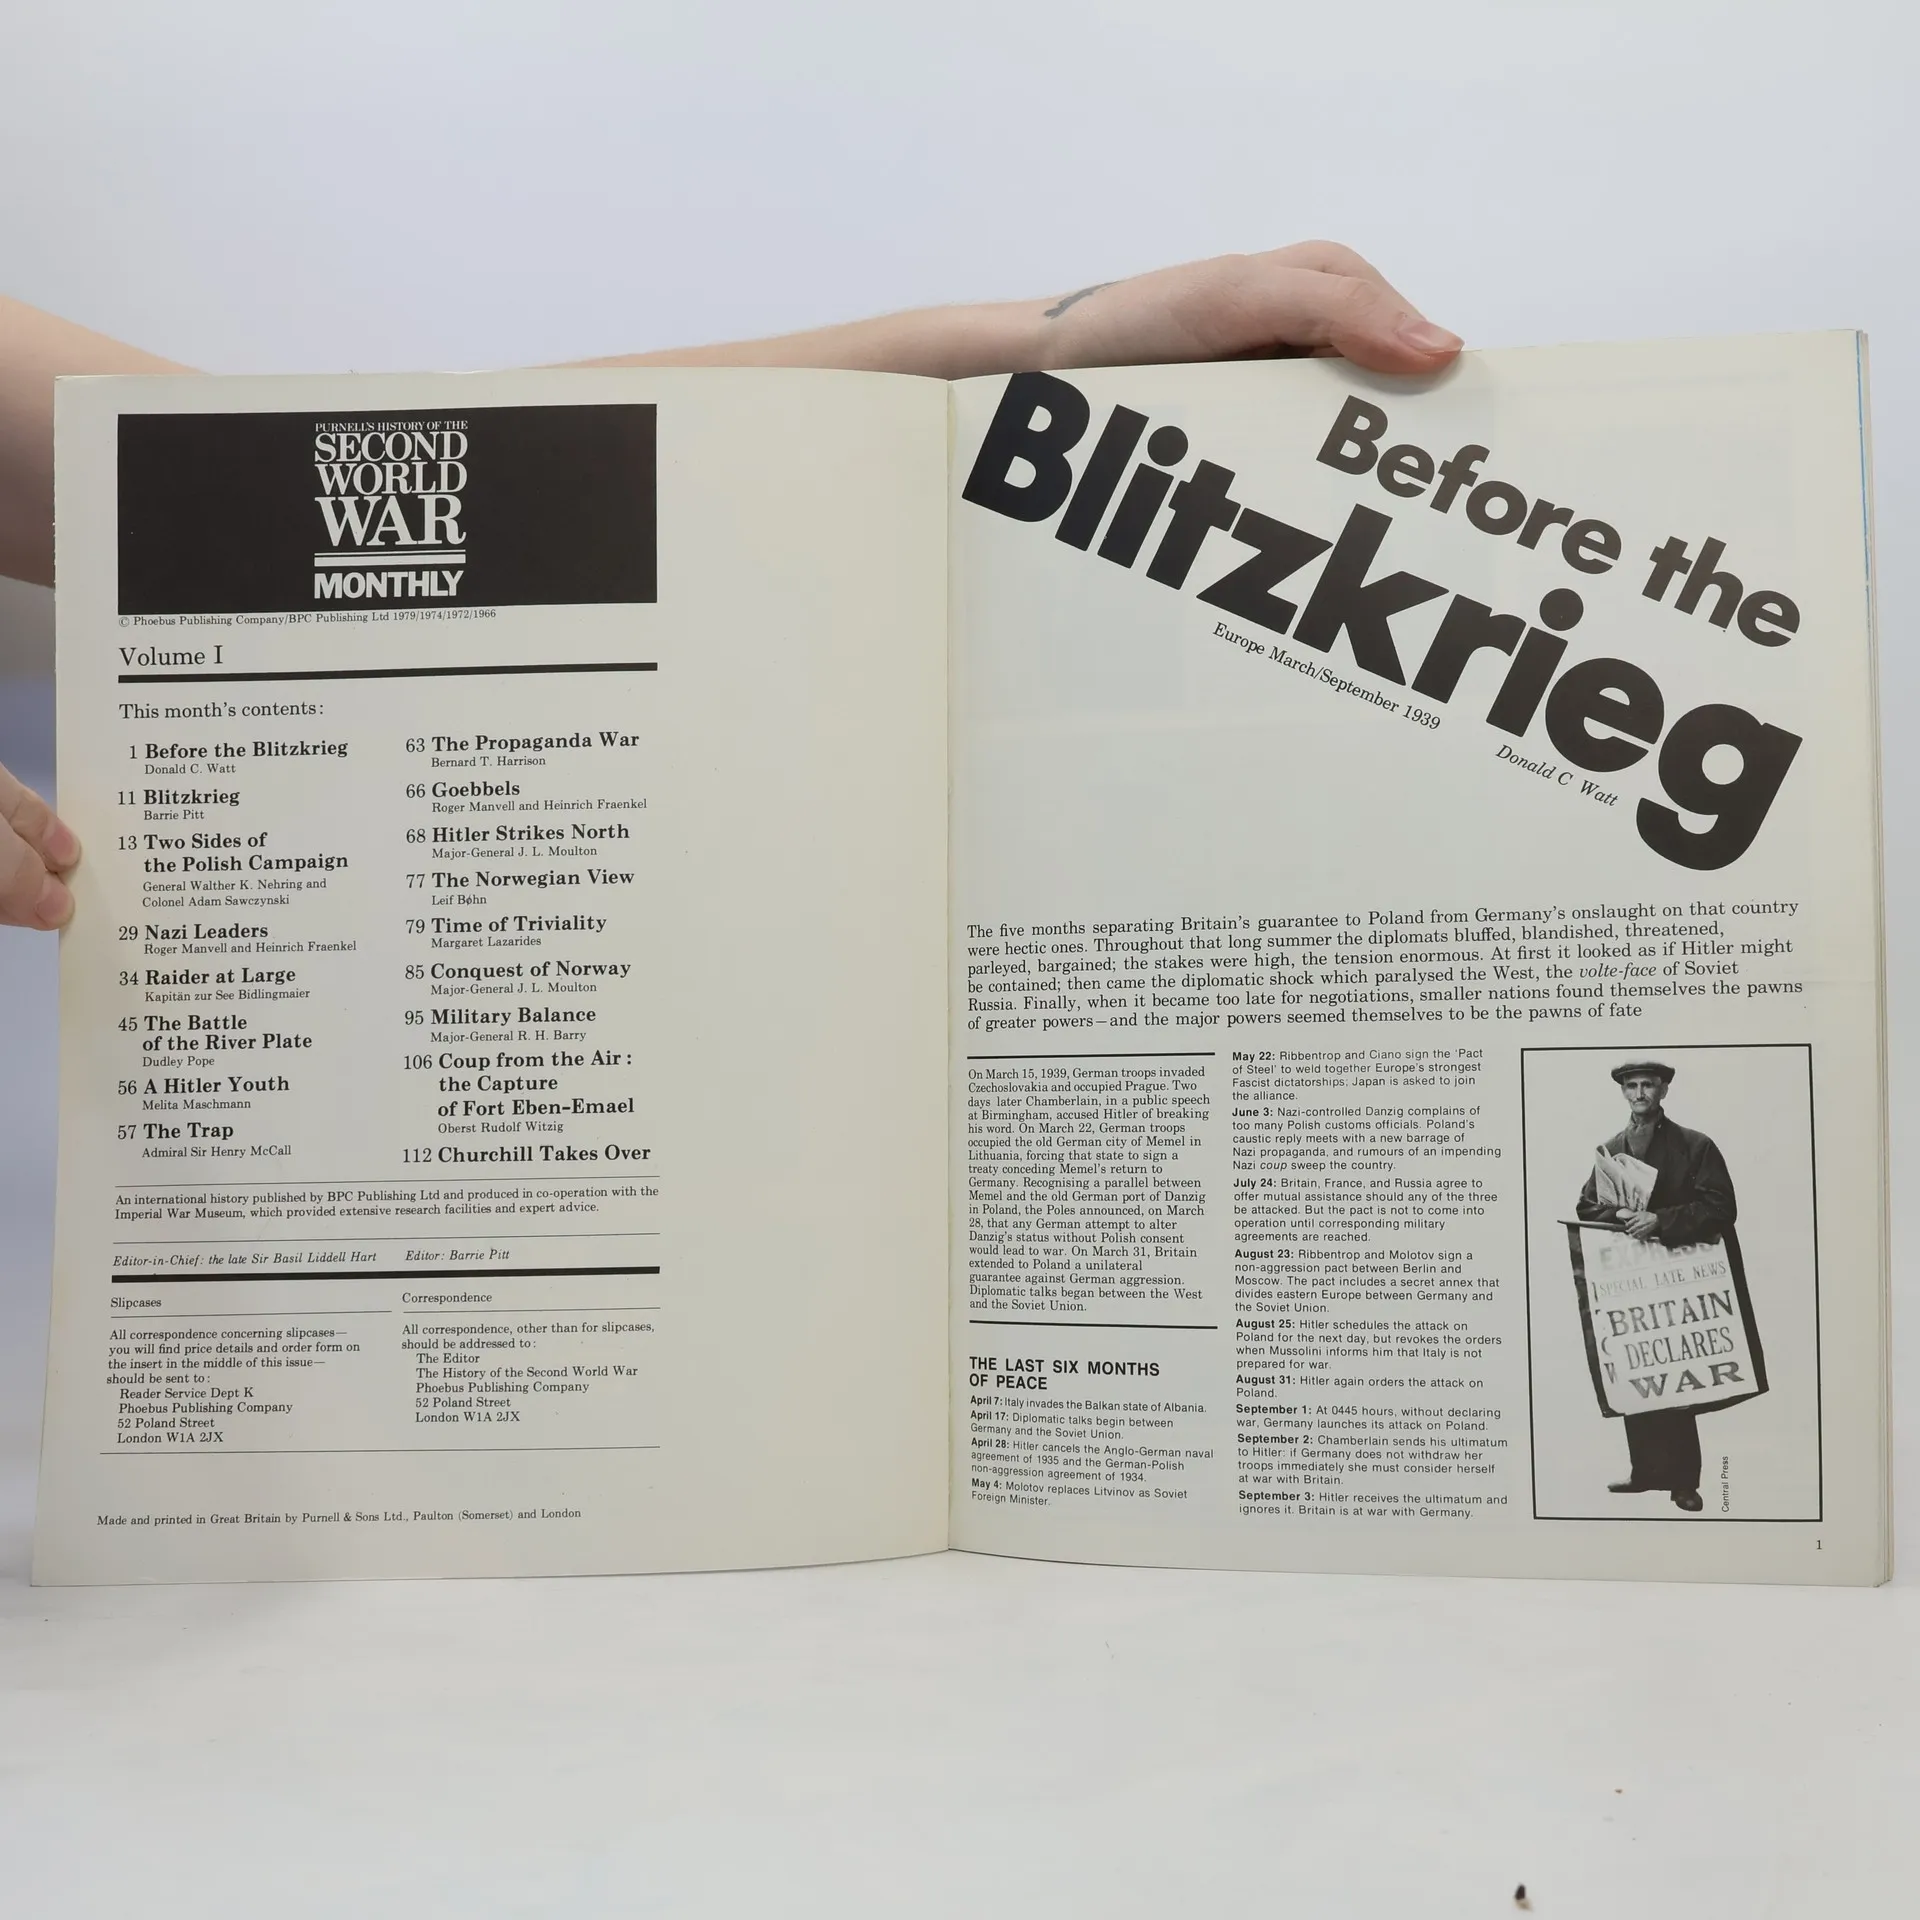 PURNELL'S HISTORY OF THE
SECOND
WORLD
WAR
MONTHLY
© Phoebus Publishing Company/BPC Publishing Ltd 1979/1974/1972/1966
Volume I
This month's contents:
1 Before the Blitzkrieg
Donald C. Watt
11 Blitzkrieg
Barrie Pitt
13 Two Sides of
the Polish Campaign
General Walther K. Nehring and
Colonel Adam Sawczynski
29 Nazi Leaders
Roger Manvell and Heinrich Fraenkel
34 Raider at Large
Kapitän zur See Bidlingmaier
45 The Battle
of the River Plate
Dudley Pope
56 A Hitler Youth
Melita Maschmann
57 The Trap
Admiral Sir Henry McCall
63 The Propaganda War
Bernard T. Harrison
66 Goebbels
Roger Manvell and Heinrich Fraenkel
68 Hitler Strikes North
Major-General J. L. Moulton
77 The Norwegian View
Leif Bøhn
79 Time of Triviality
Margaret Lazarides
85 Conquest of Norway
Major-General J. L. Moulton
95 Military Balance
Major-General R. H. Barry
106 Coup from the Air:
the Capture
of Fort Eben-Emael
Oberst Rudolf Witzig
112 Churchill Takes Over
An international history published by BPC Publishing Ltd and produced in co-operation with the
Imperial War Museum, which provided extensive research facilities and expert advice.
Editor-in-Chief: the late Sir Basil Liddell Hart
Editor: Barrie Pitt
Slipcases
All correspondence concerning slipcases—
you will find price details and order form on
the insert in the middle of this issue—
should be sent to:
Reader Service Dept K
Phoebus Publishing Company
52 Poland Street
London W1A 2JX
Correspondence
All correspondence, other than for slipcases,
should be addressed to:
The Editor
The History of the Second World War
Phoebus Publishing Company
52 Poland Street
London W1A 2JX
Made and printed in Great Britain by Purnell & Sons Ltd., Paulton (Somerset) and London
Before the
Blitzkrieg
Europe March/September 1939
Donald C Watt
The five months separating Britain's guarantee to Poland from Germany's onslaught on that country
were hectic ones. Throughout that long summer the diplomats bluffed, blandished, threatened,
parleyed, bargained; the stakes were high, the tension enormous. At first it looked as if Hitler might
be contained; then came the diplomatic shock which paralysed the West, the volte-face of Soviet
Russia. Finally, when it became too late for negotiations, smaller nations found themselves the pawns
of greater powers—and the major powers seemed themselves to be the pawns of fate
On March 15, 1939, German troops invaded
Czechoslovakia and occupied Prague. Two
days later Chamberlain, in a public speech
at Birmingham, accused Hitler of breaking
his word. On March 22, German troops
occupied the old German city of Memel in
Lithuania, forcing that state to sign a
treaty conceding Memel's return to
Germany. Recognising a parallel between
Memel and the old German port of Danzig
in Poland, the Poles announced, on March
28, that any German attempt to alter
Danzig's status without Polish consent
would lead to war. On March 31, Britain
extended to Poland a unilateral
guarantee against German aggression.
Diplomatic talks began between the West
and the Soviet Union.
THE LAST SIX MONTHS
OF PEACE
April 7: Italy invades the Balkan state of Albania.
April 17: Diplomatic talks begin between
Germany and the Soviet Union.
April 28: Hitler cancels the Anglo-German naval
agreement of 1935 and the German-Polish
non-aggression agreement of 1934.
May 4: Molotov replaces Litvinov as Soviet
Foreign Minister.
May 22: Ribbentrop and Ciano sign the 'Pact
of Steel' to weld together Europe's strongest
Fascist dictatorships; Japan is asked to join
the alliance.
June 3: Nazi-controlled Danzig complains of
too many Polish customs officials. Poland's
caustic reply meets with a new barrage of
Nazi propaganda, and rumours of an impending
Nazi coup sweep the country.
July 24: Britain, France, and Russia agree to
offer mutual assistance should any of the three
be attacked. But the pact is not to come into
operation until corresponding military
agreements are reached.
August 23: Ribbentrop and Molotov sign a
non-aggression pact between Berlin and
Moscow. The pact includes a secret annex that
divides eastern Europe between Germany and
the Soviet Union.
August 25: Hitler schedules the attack on
Poland for the next day, but revokes the orders
when Mussolini informs him that Italy is not
prepared for war.
August 31: Hitler again orders the attack on
Poland.
September 1: At 0445 hours, without declaring
war, Germany launches its attack on Poland.
September 2: Chamberlain sends his ultimatum
to Hitler: if Germany does not withdraw her
troops immediately she must consider herself
at war with Britain.
September 3: Hitler receives the ultimatum and
ignores it. Britain is at war with Germany.
EXPRESS
SPECIAL LATE NEWS
BRITAIN
DECLARES
WAR
Central Press
1